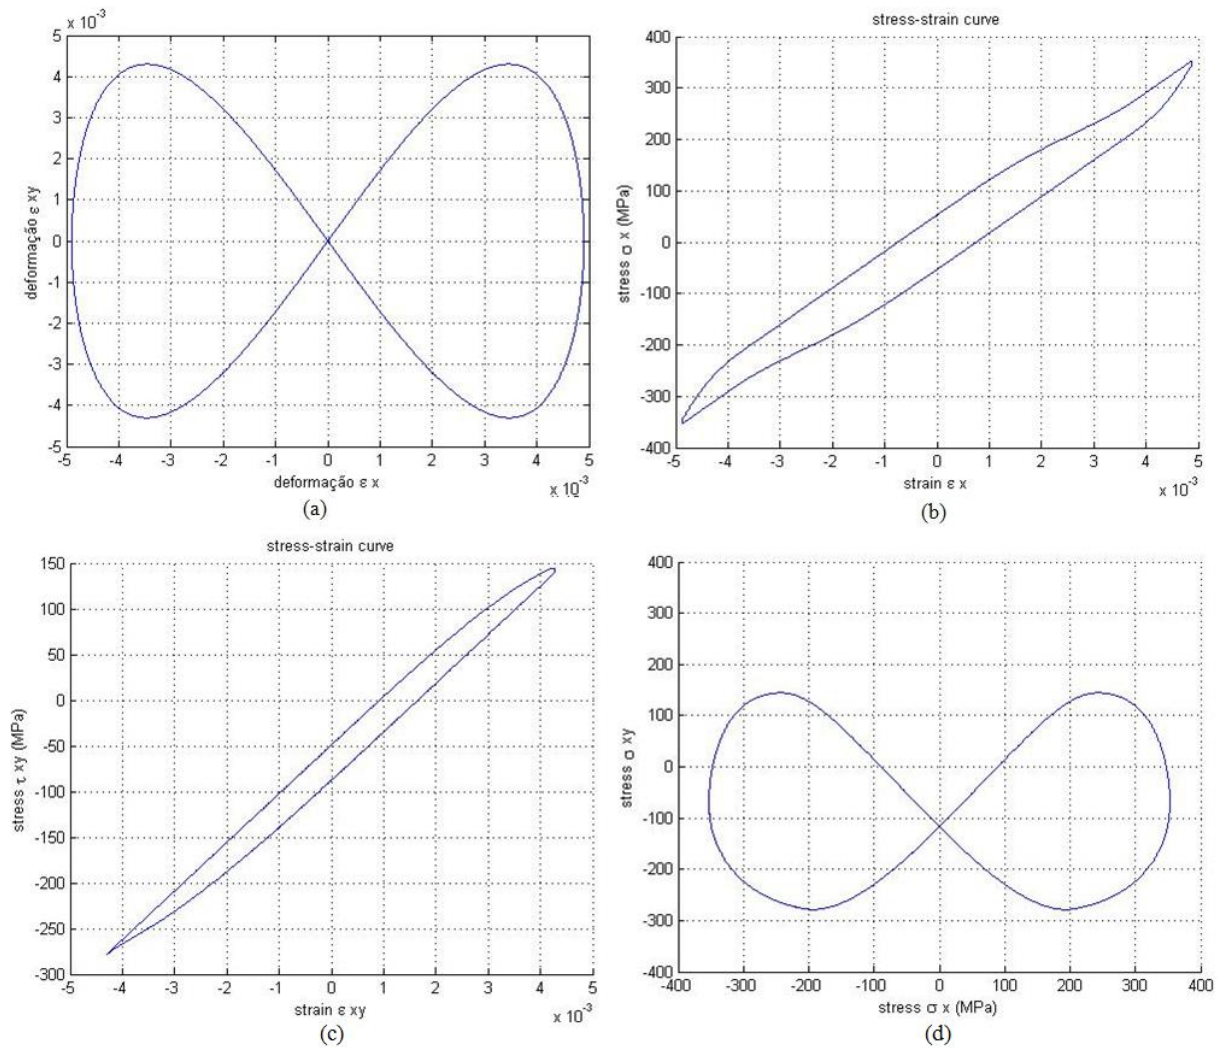 x 10⁻³
5
4
3
2
1
0
-1
-2
-3
-4
-5
deformação ε xy
-5 -4 -3 -2 -1 0 1 2 3 4 5
deformação ε x
x 10⁻³
(a)
stress-strain curve
400
300
200
100
0
-100
-200
-300
-400
stress σ x (MPa)
-5 -4 -3 -2 -1 0 1 2 3 4 5
strain ε x
x 10⁻³
(b)
stress-strain curve
150
100
50
0
-50
-100
-150
-200
-250
-300
stress τ xy (MPa)
-5 -4 -3 -2 -1 0 1 2 3 4 5
strain ε xy
x 10⁻³
(c)
400
300
200
100
0
-100
-200
-300
-400
stress σ xy
-400 -300 -200 -100 0 100 200 300 400
stress σ x (MPa)
(d)